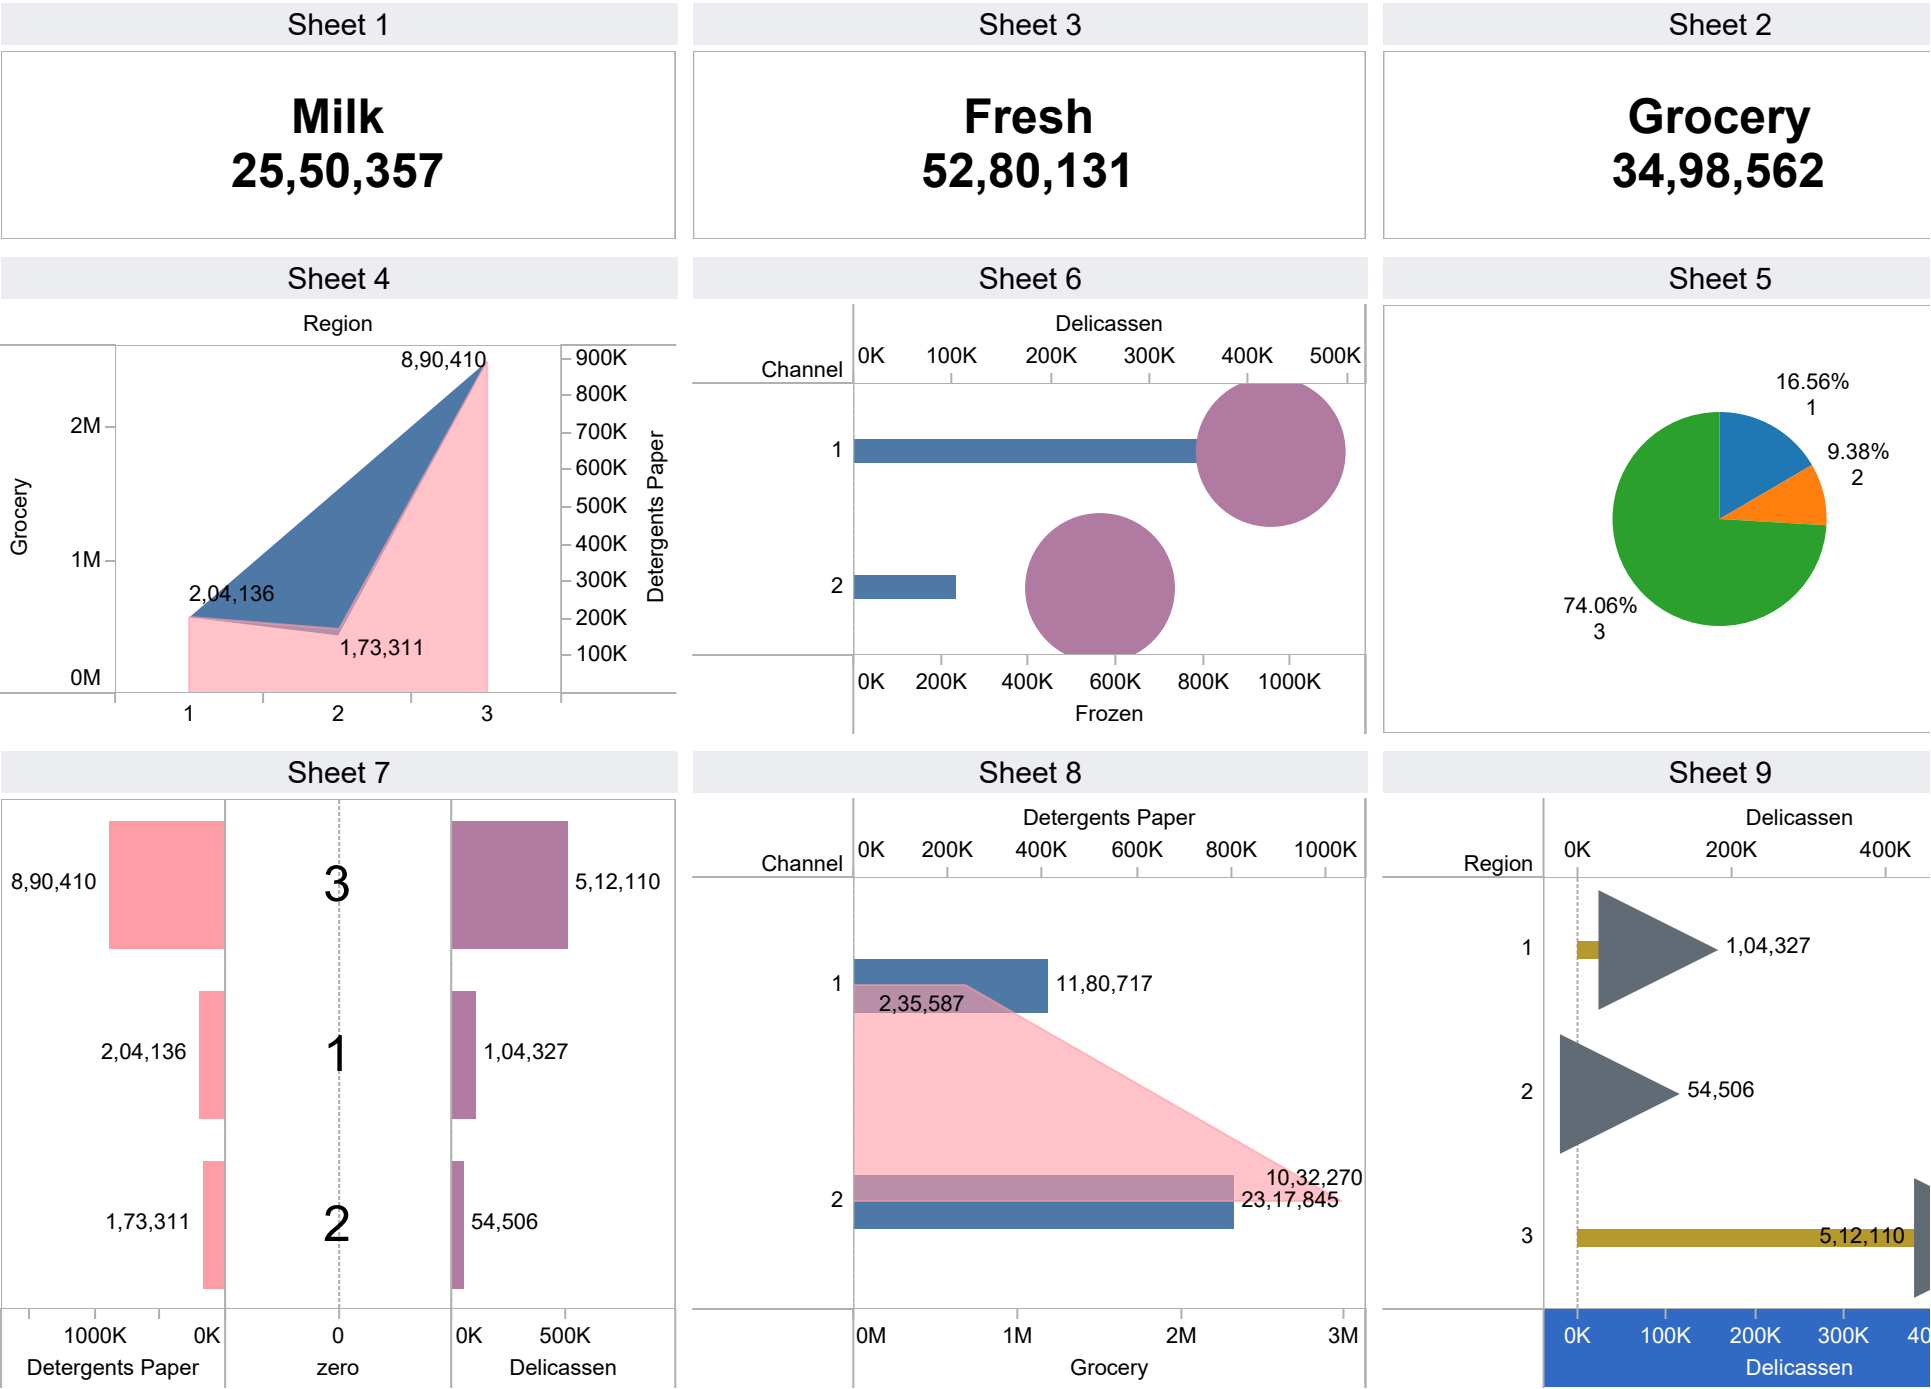 Sheet 1
Milk
25,50,357
Sheet 3
Fresh
52,80,131
Sheet 2
Grocery
34,98,562
Sheet 4
Region
Grocery
2M
1M
0M
8,90,410
2,04,136
1,73,311
900K
800K
700K
600K
500K
400K
300K
200K
100K
Detergents Paper
1 2 3
Sheet 6
Delicassen
Channel 0K 100K 200K 300K 400K 500K
1
2
0K 200K 400K 600K 800K 1000K
Frozen
Sheet 5
16.56%
1
9.38%
2
74.06%
3
Sheet 7
8,90,410 3 5,12,110
2,04,136 1 1,04,327
1,73,311 2 54,506
1000K 0K 0 0K 500K
Detergents Paper zero Delicassen
Sheet 8
Detergents Paper
Channel 0K 200K 400K 600K 800K 1000K
1 11,80,717
2,35,587
10,32,270
2 23,17,845
0M 1M 2M 3M
Grocery
Sheet 9
Delicassen
Region 0K 200K 400K
1 1,04,327
2 54,506
3 5,12,110
0K 100K 200K 300K 40
Delicassen